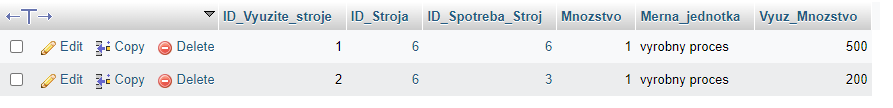 ID_Vyuzite_stroje ID_Stroja ID_Spotreba_Stroj Mnozstvo Merna_jednotka Vyuz_Mnozstvo
Edit Copy Delete 1 6 6 1 vyrobny proces 500
Edit Copy Delete 2 6 3 1 vyrobny proces 200